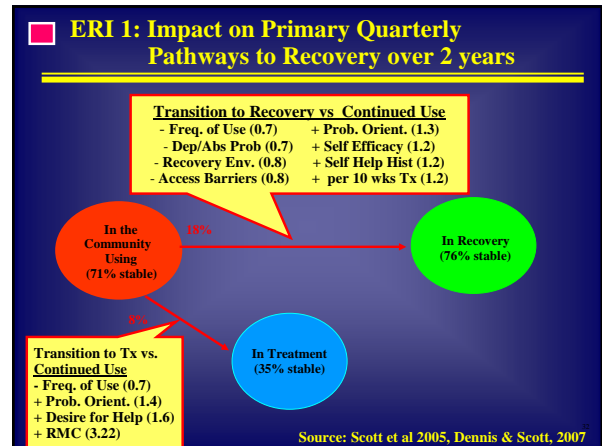 ERI 1: Impact on Primary Quarterly
Pathways to Recovery over 2 years
Transition to Recovery vs Continued Use
- Freq. of Use (0.7) + Prob. Orient. (1.3)
- Dep/Abs Prob (0.7) + Self Efficacy (1.2)
- Recovery Env. (0.8) + Self Help Hist (1.2)
- Access Barriers (0.8) + per 10 wks Tx (1.2)
In the
Community
Using
(71% stable)
18%
In Recovery
(76% stable)
Transition to Tx vs.
Continued Use
- Freq. of Use (0.7)
+ Prob. Orient. (1.4)
+ Desire for Help (1.6)
+ RMC (3.22)
In Treatment
(35% stable)
Source: Scott et al 2005, Dennis & Scott, 2007